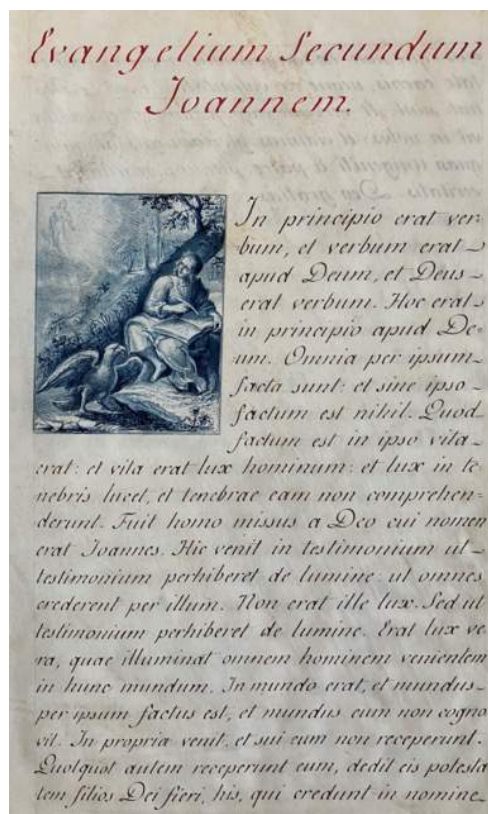 Evangelium Secundum
Joannem.
In principio erat ver-
bum, et verbum erat
apud Deum, et Deus
erat verbum. Hoc erat
in principio apud De-
um. Omnia per ipsum
facta sunt: et sine ipso
factum est nihil. Quod
factum est in ipso vita
erat: et vita erat lux hominum: et lux in te-
nebris lucet, et tenebrae eam non comprehen-
derunt. Fuit homo missus a Deo cui nomen
erat Joannes. Hic venit in testimonium ut
testimonium perhiberet de lumine: ut omnes
crederent per illum. Non erat ille lux. Sed ut
testimonium perhiberet de lumine. Erat lux ve-
ra, quae illuminat omnem hominem venientem
in hunc mundum. In mundo erat, et mundus
per ipsum factus est, et mundus eum non cogno
vit. In propria venit, et sui eum non receperunt.
Quotquot autem receperunt eum, dedit eis potesta
tem filios Dei fieri, his, qui credunt in nomine